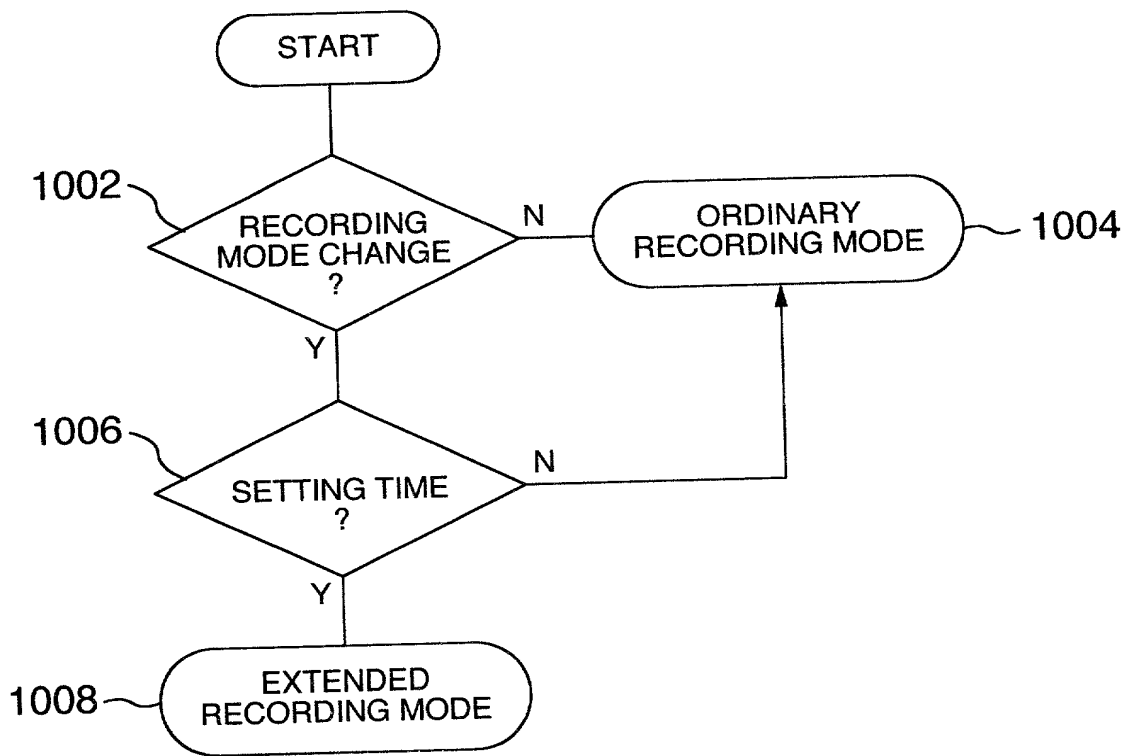 START
1002
RECORDING
MODE CHANGE
?
N
ORDINARY
RECORDING MODE
1004
Y
1006
SETTING TIME
?
N
Y
1008
EXTENDED
RECORDING MODE